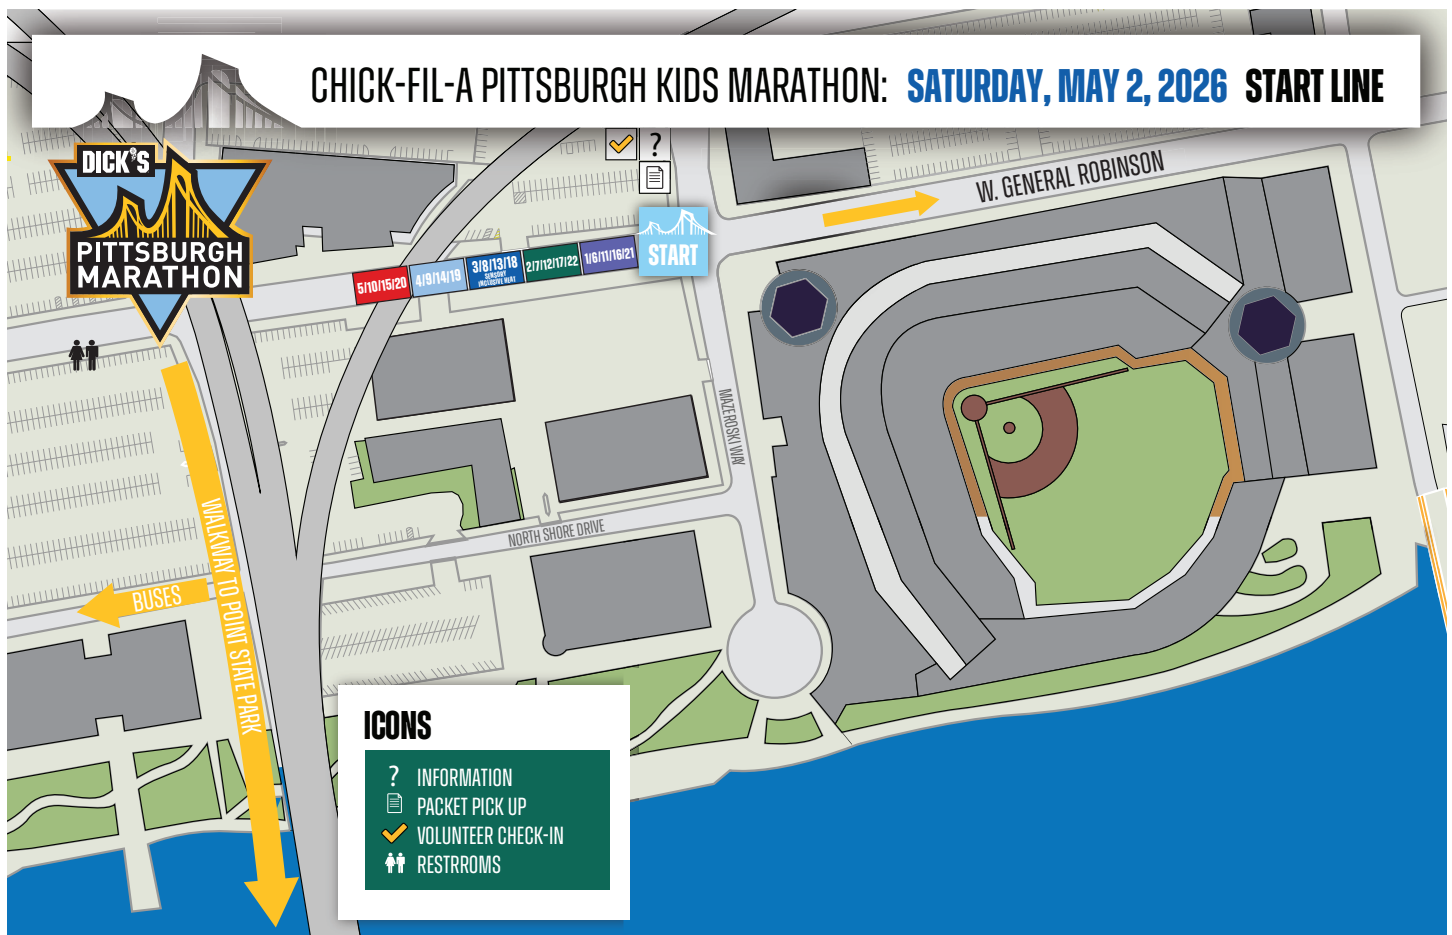 CHICK-FIL-A PITTSBURGH KIDS MARATHON: SATURDAY, MAY 2, 2026 START LINE
DICK'S
PITTSBURGH
MARATHON
?
W. GENERAL ROBINSON
START
5/10/15/20
4/9/14/19
3/8/13/18
SENSORY
INCLUSIVE HEAT
2/7/12/17/22
1/6/11/16/21
MAZEROSKI WAY
NORTH SHORE DRIVE
WALKWAY TO POINT STATE PARK
BUSES
ICONS
? INFORMATION
PACKET PICK UP
VOLUNTEER CHECK-IN
RESTRROMS